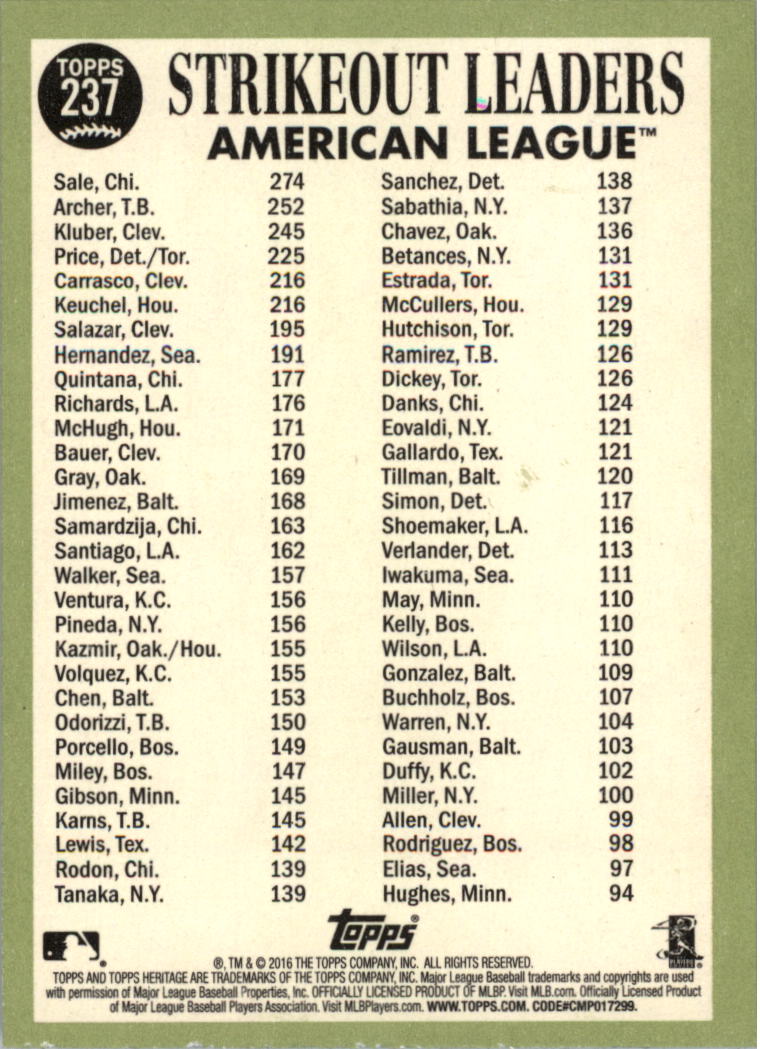 TOPPS
237
STRIKEOUT LEADERS
AMERICAN LEAGUE™
Sale, Chi. 274
Archer, T.B. 252
Kluber, Clev. 245
Price, Det./Tor. 225
Carrasco, Clev. 216
Keuchel, Hou. 216
Salazar, Clev. 195
Hernandez, Sea. 191
Quintana, Chi. 177
Richards, L.A. 176
McHugh, Hou. 171
Bauer, Clev. 170
Gray, Oak. 169
Jimenez, Balt. 168
Samardzija, Chi. 163
Santiago, L.A. 162
Walker, Sea. 157
Ventura, K.C. 156
Pineda, N.Y. 156
Kazmir, Oak./Hou. 155
Volquez, K.C. 155
Chen, Balt. 153
Odorizzi, T.B. 150
Porcello, Bos. 149
Miley, Bos. 147
Gibson, Minn. 145
Karns, T.B. 145
Lewis, Tex. 142
Rodon, Chi. 139
Tanaka, N.Y. 139
Sanchez, Det. 138
Sabathia, N.Y. 137
Chavez, Oak. 136
Betances, N.Y. 131
Estrada, Tor. 131
McCullers, Hou. 129
Hutchison, Tor. 129
Ramirez, T.B. 126
Dickey, Tor. 126
Danks, Chi. 124
Eovaldi, N.Y. 121
Gallardo, Tex. 121
Tillman, Balt. 120
Simon, Det. 117
Shoemaker, L.A. 116
Verlander, Det. 113
Iwakuma, Sea. 111
May, Minn. 110
Kelly, Bos. 110
Wilson, L.A. 110
Gonzalez, Balt. 109
Buchholz, Bos. 107
Warren, N.Y. 104
Gausman, Balt. 103
Duffy, K.C. 102
Miller, N.Y. 100
Allen, Clev. 99
Rodriguez, Bos. 98
Elias, Sea. 97
Hughes, Minn. 94
Topps®
®, TM & © 2016 THE TOPPS COMPANY, INC. ALL RIGHTS RESERVED.
TOPPS AND TOPPS HERITAGE ARE TRADEMARKS OF THE TOPPS COMPANY, INC. Major League Baseball trademarks and copyrights are used
with permission of Major League Baseball Properties, Inc. OFFICIALLY LICENSED PRODUCT OF MLBP. Visit MLB.com. Officially Licensed Product
of Major League Baseball Players Association. Visit MLBPlayers.com. WWW.TOPPS.COM. CODE#CMP017299.